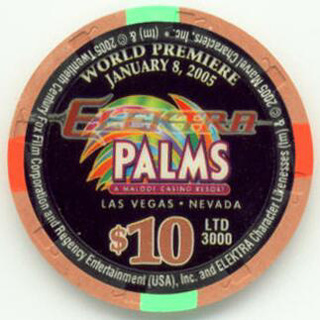 WORLD PREMIERE
JANUARY 8, 2005
ELEKTRA
PALMS
A MALOOF CASINO RESORT
LAS VEGAS • NEVADA
$10
LTD
3000
(tm) & © 2005 Twentieth Century Fox Film Corporation and Regency Entertainment (USA), Inc. and ELEKTRA Character Likenesses (tm) & © 2005 Marvel Characters, Inc.